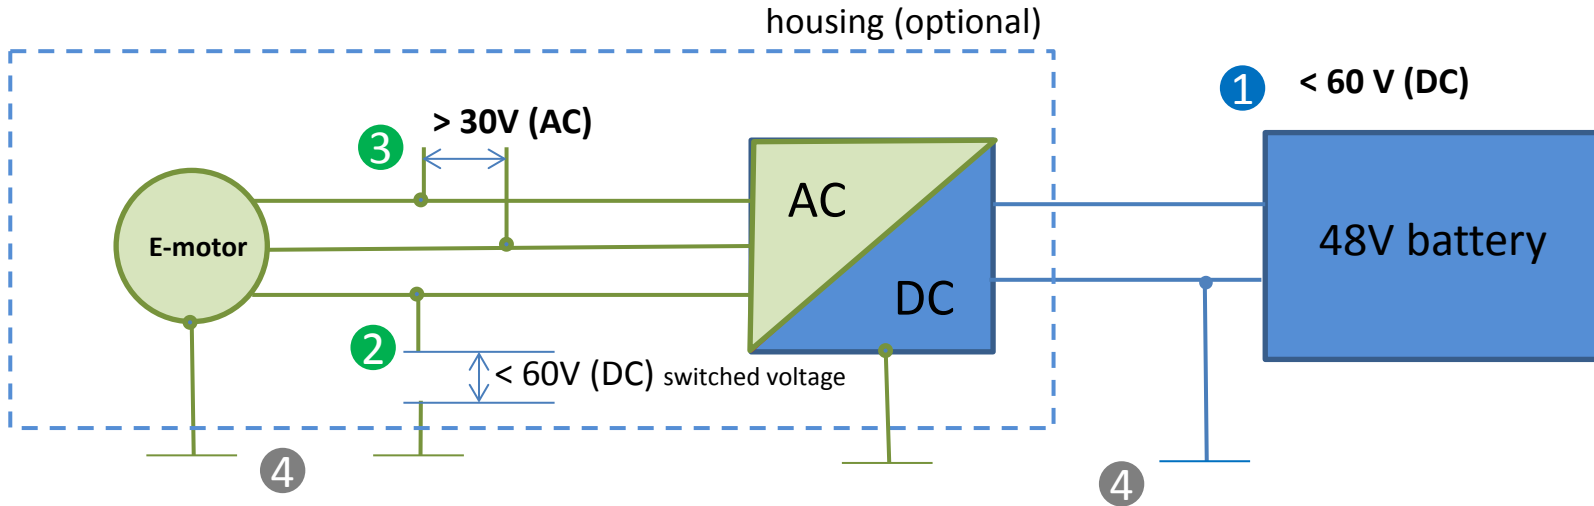 housing (optional)
1 < 60 V (DC)
3 > 30V (AC)
AC
E-motor
48V battery
DC
2 < 60V (DC) switched voltage
4
4